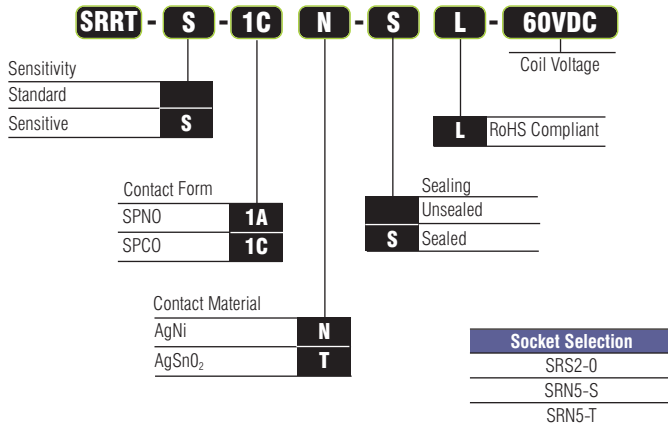 SRRT - S - 1C N - S L - 60VDC
Coil Voltage
Sensitivity
Standard
Sensitive S
L RoHS Compliant
Contact Form
SPNO 1A
SPCO 1C
Sealing
Unsealed
S Sealed
Contact Material
AgNi N
AgSn0₂ T
Socket Selection
SRS2-0
SRN5-S
SRN5-T